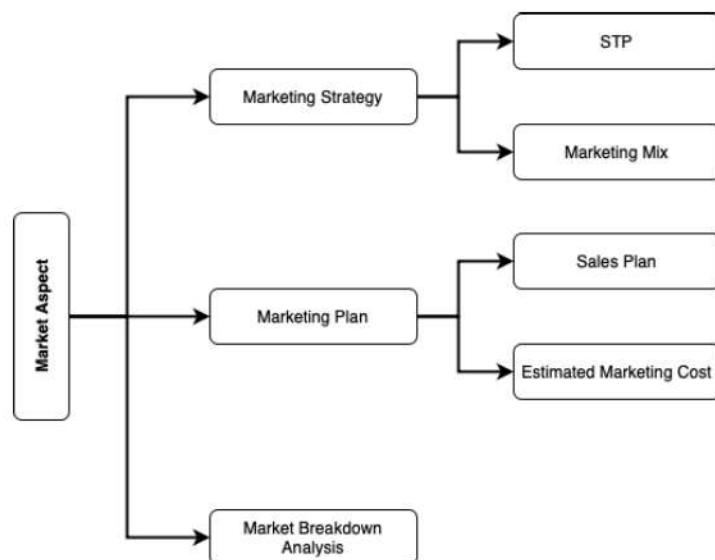 Market Aspect
Marketing Strategy
STP
Marketing Mix
Marketing Plan
Sales Plan
Estimated Marketing Cost
Market Breakdown
Analysis